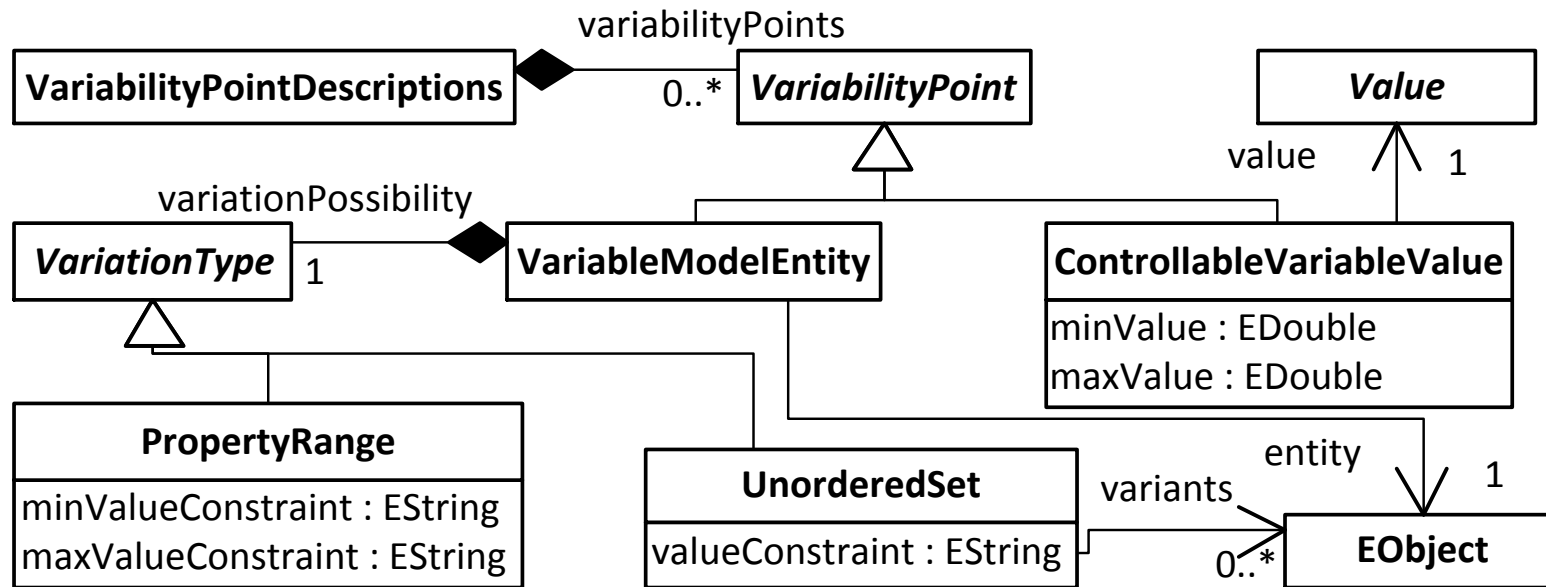 variabilityPoints
VariabilityPointDescriptions
0..*
VariabilityPoint
Value
value
1
variationPossibility
VariationType
1
VariableModelEntity
ControllableVariableValue
minValue : EDouble
maxValue : EDouble
PropertyRange
minValueConstraint : EString
maxValueConstraint : EString
UnorderedSet
valueConstraint : EString
variants
0..*
entity
1
EObject